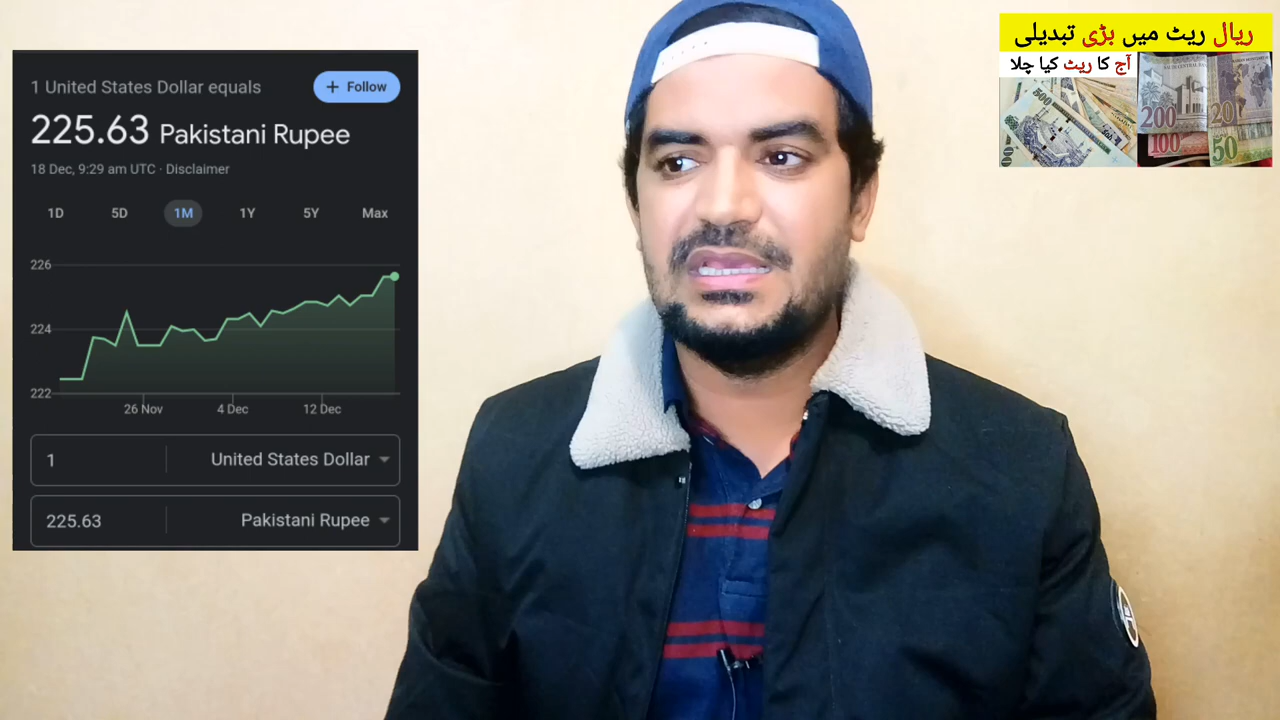 1 United States Dollar equals
+ Follow
225.63 Pakistani Rupee
18 Dec, 9:29 am UTC · Disclaimer
1D 5D 1M 1Y 5Y Max
226
224
222
26 Nov 4 Dec 12 Dec
1 United States Dollar
225.63 Pakistani Rupee
ریال ریٹ میں بڑی تبدیلی
آج کا ریٹ کیا چلا
500
200
20
100
50